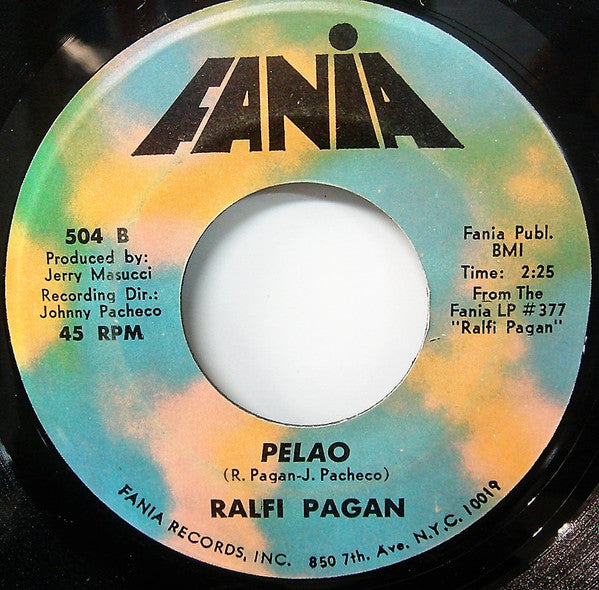 FANIA
504 B
Produced by:
Jerry Masucci
Recording Dir.:
Johnny Pacheco
45 RPM
Fania Publ.
BMI
Time: 2:25
From The
Fania LP #377
"Ralfi Pagan"
PELAO
(R. Pagan-J. Pacheco)
RALFI PAGAN
FANIA RECORDS, INC. 850 7th. Ave. N.Y.C. 10019